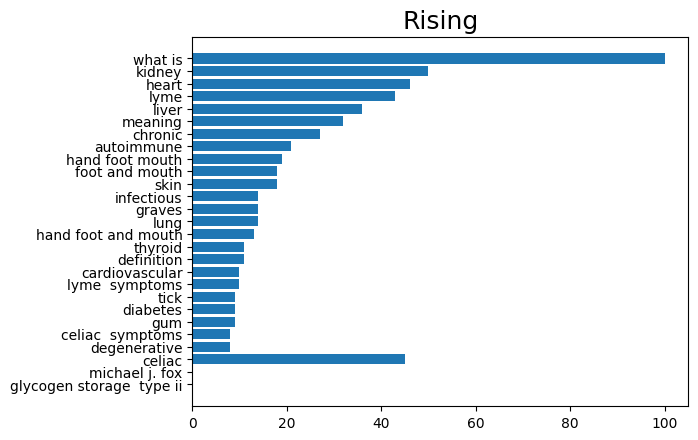 Rising
what is
kidney
heart
lyme
liver
meaning
chronic
autoimmune
hand foot mouth
foot and mouth
skin
infectious
graves
lung
hand foot and mouth
thyroid
definition
cardiovascular
lyme  symptoms
tick
diabetes
gum
celiac  symptoms
degenerative
celiac
michael j. fox
glycogen storage  type ii
0 20 40 60 80 100